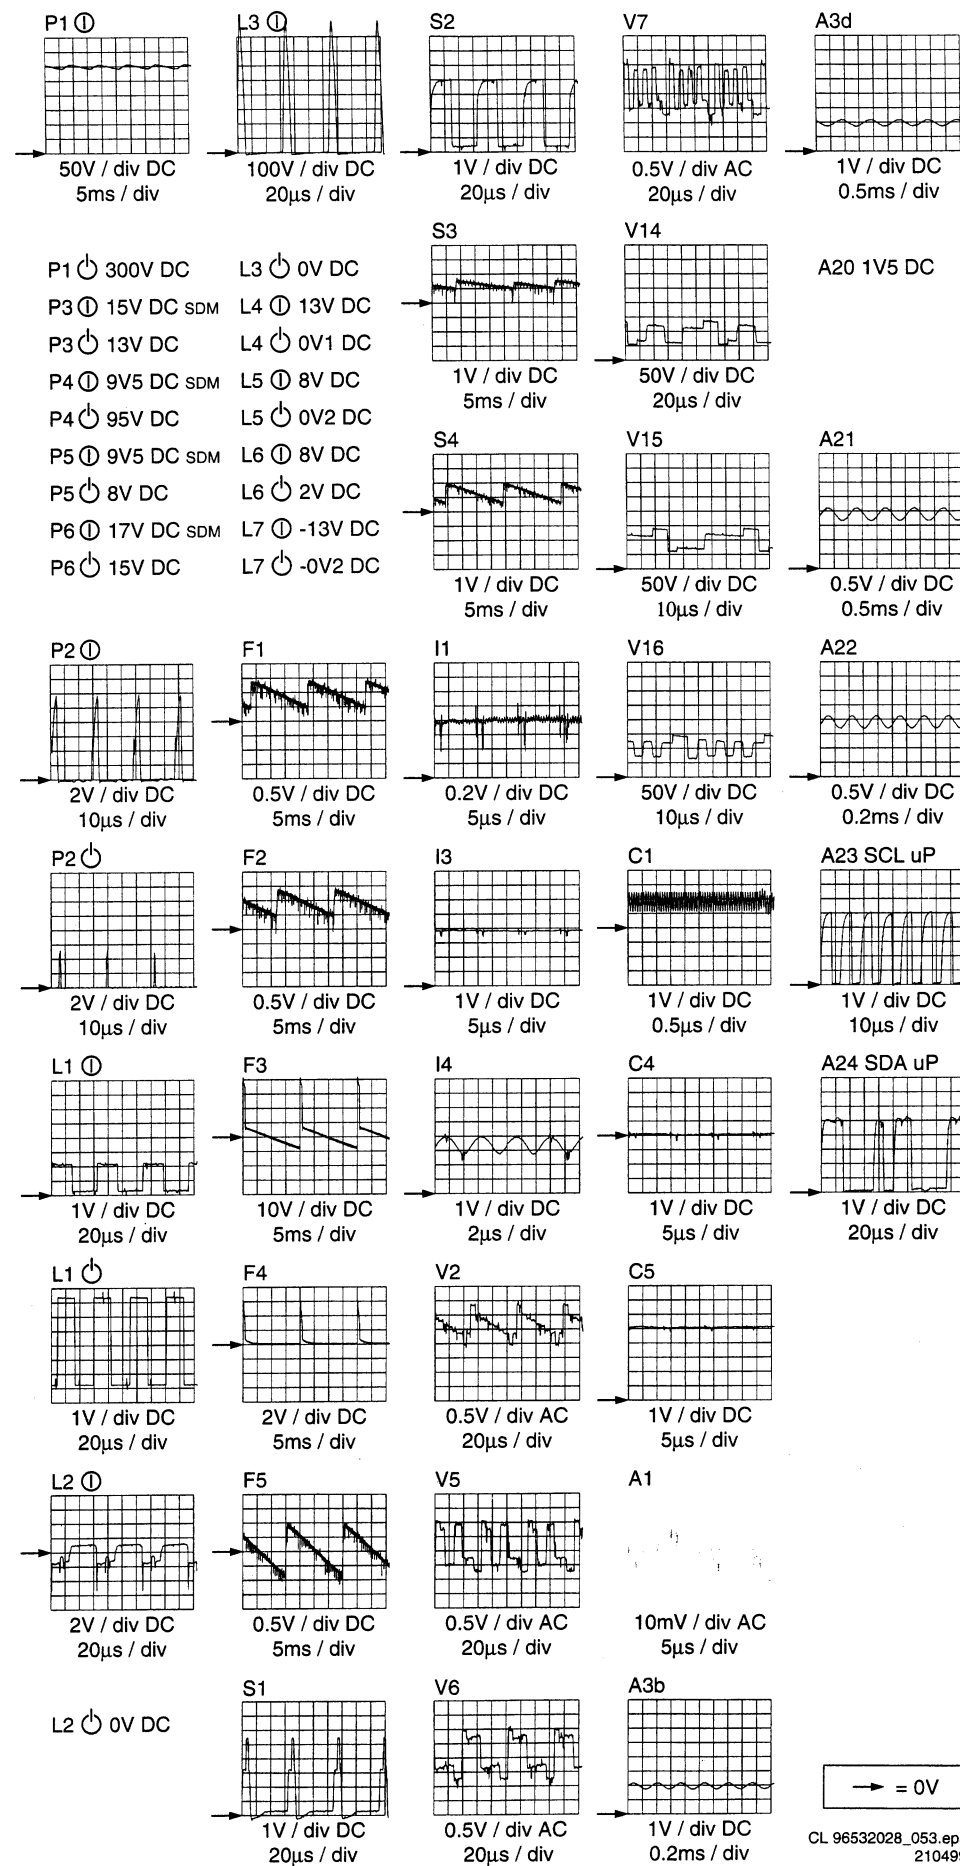 P1
50V / div DC
5ms / div
L3
100V / div DC
20µs / div
S2
1V / div DC
20µs / div
V7
0.5V / div AC
20µs / div
A3d
1V / div DC
0.5ms / div
P1 300V DC
P3 15V DC SDM
P3 13V DC
P4 9V5 DC SDM
P4 95V DC
P5 9V5 DC SDM
P5 8V DC
P6 17V DC SDM
P6 15V DC
L3 0V DC
L4 13V DC
L4 0V1 DC
L5 8V DC
L5 0V2 DC
L6 8V DC
L6 2V DC
L7 -13V DC
L7 -0V2 DC
S3
1V / div DC
5ms / div
V14
50V / div DC
20µs / div
A20 1V5 DC
S4
1V / div DC
5ms / div
V15
50V / div DC
10µs / div
A21
0.5V / div DC
0.5ms / div
P2
2V / div DC
10µs / div
F1
0.5V / div DC
5ms / div
I1
0.2V / div DC
5µs / div
V16
50V / div DC
10µs / div
A22
0.5V / div DC
0.2ms / div
P2
2V / div DC
10µs / div
F2
0.5V / div DC
5ms / div
I3
1V / div DC
5µs / div
C1
1V / div DC
0.5µs / div
A23 SCL uP
1V / div DC
10µs / div
L1
1V / div DC
20µs / div
F3
10V / div DC
5ms / div
I4
1V / div DC
2µs / div
C4
1V / div DC
5µs / div
A24 SDA uP
1V / div DC
20µs / div
L1
1V / div DC
20µs / div
F4
2V / div DC
5ms / div
V2
0.5V / div AC
20µs / div
C5
1V / div DC
5µs / div
L2
2V / div DC
20µs / div
F5
0.5V / div DC
5ms / div
V5
0.5V / div AC
20µs / div
A1
10mV / div AC
5µs / div
L2 0V DC
S1
1V / div DC
20µs / div
V6
0.5V / div AC
20µs / div
A3b
1V / div DC
0.2ms / div
= 0V
CL 96532028_053.ep
210499